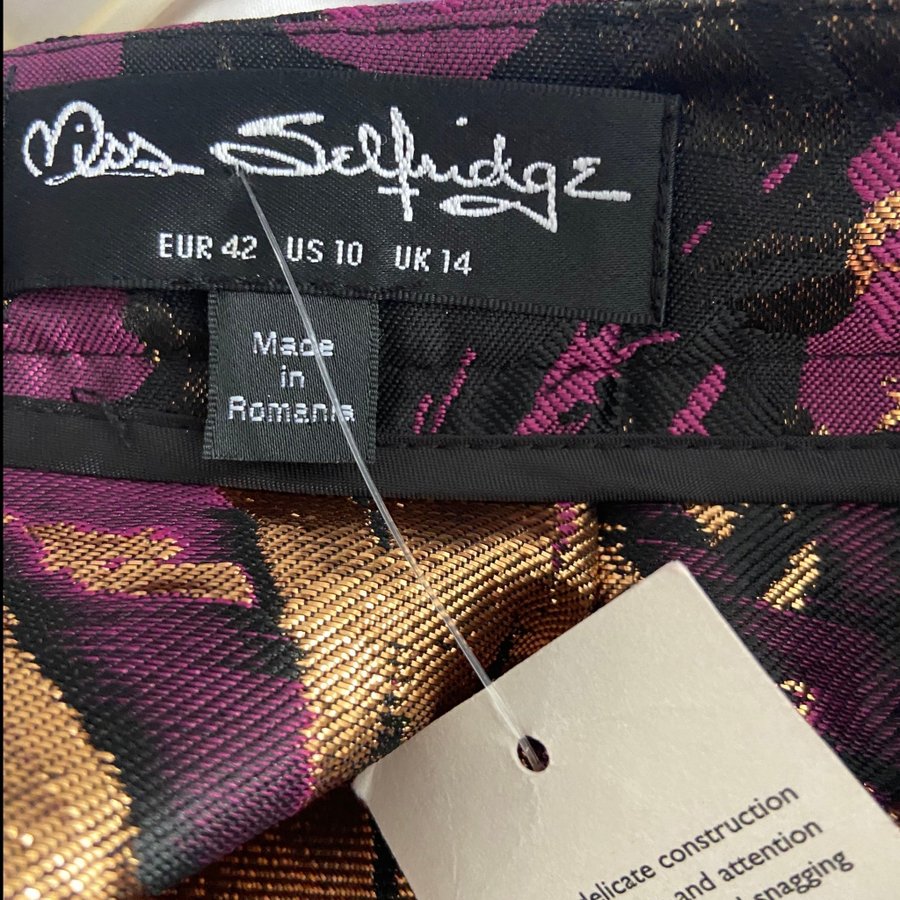 Miss Selfridge
EUR 42 US 10 UK 14
Made
in
Romania
delicate construction
and attention
snagging